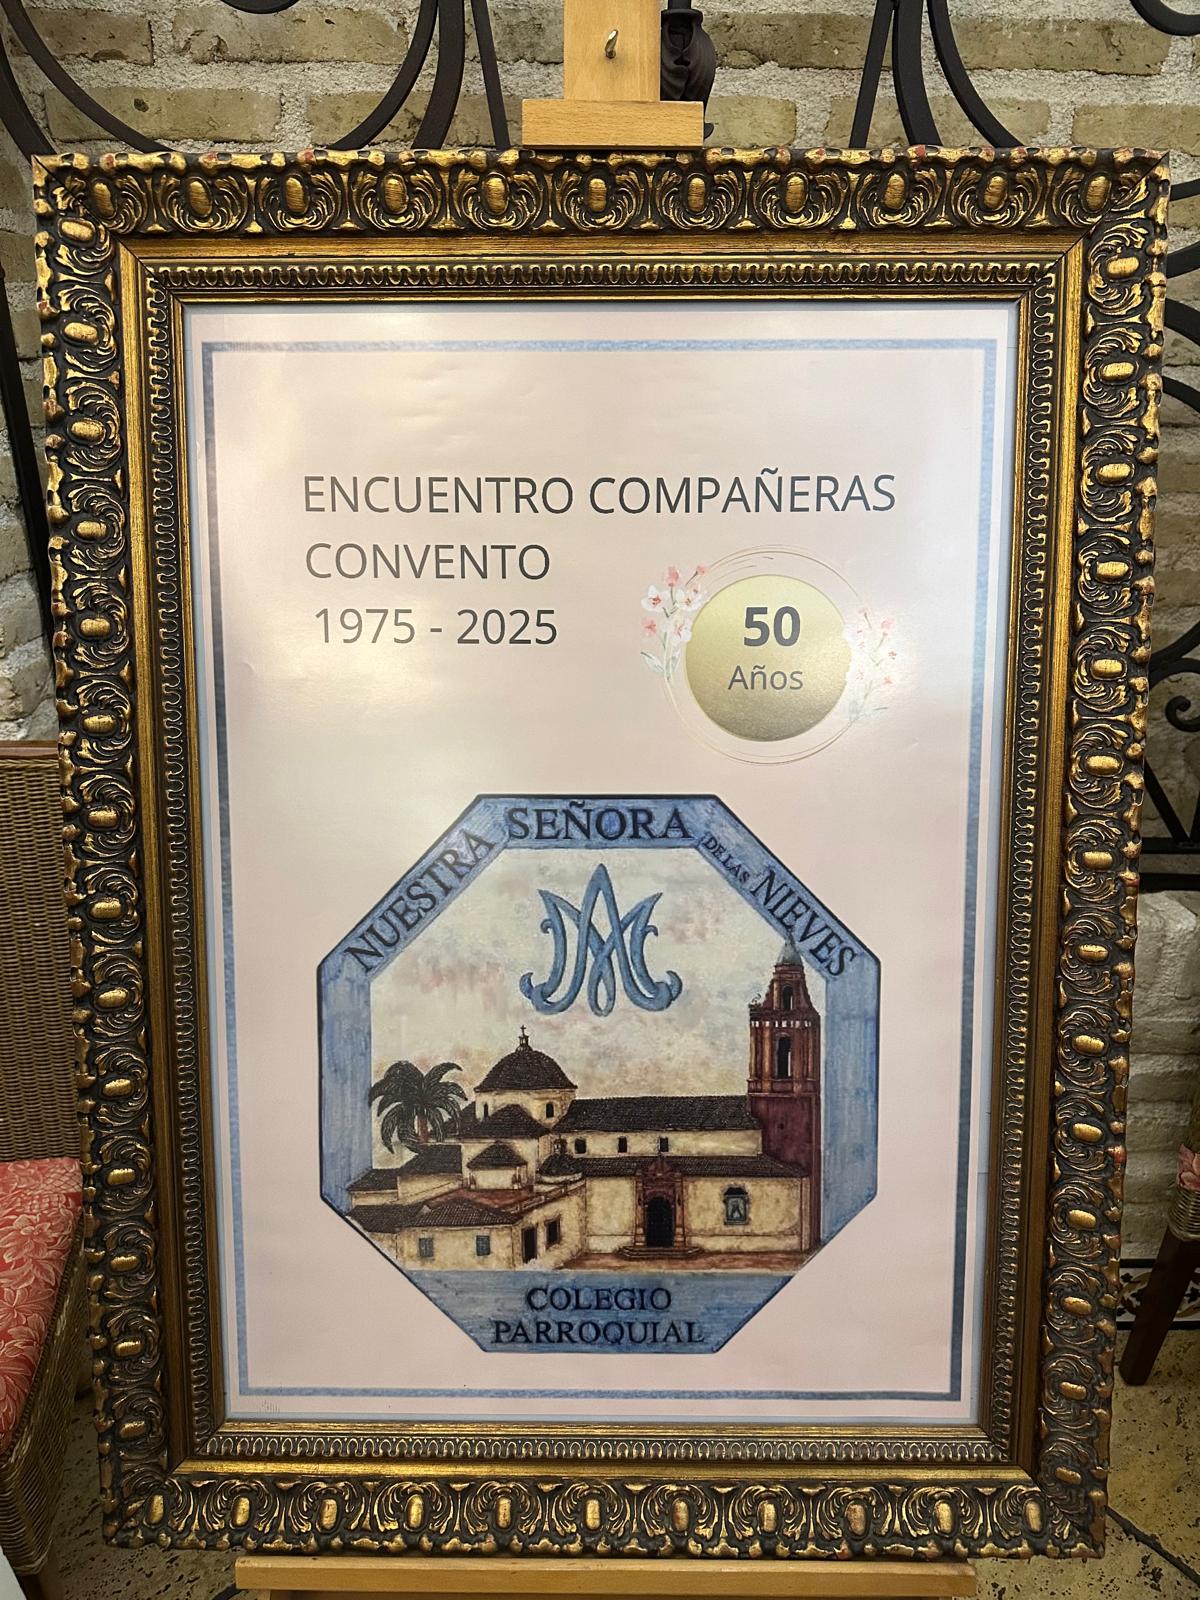 ENCUENTRO COMPAÑERAS
CONVENTO
1975 - 2025
50
Años
NUESTRA SEÑORA DE LAS NIEVES
COLEGIO
PARROQUIAL